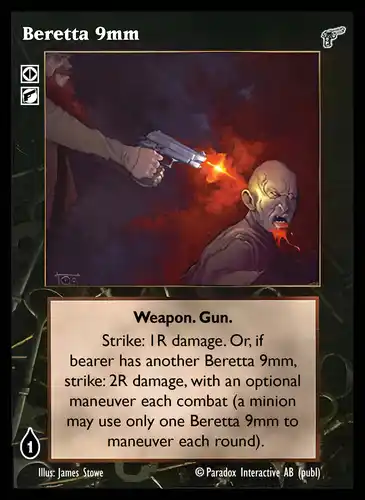 Beretta 9mm
Weapon. Gun.
Strike: 1R damage. Or, if
bearer has another Beretta 9mm,
strike: 2R damage, with an optional
maneuver each combat (a minion
may use only one Beretta 9mm to
maneuver each round).
1
Illus: James Stowe
© Paradox Interactive AB (publ)